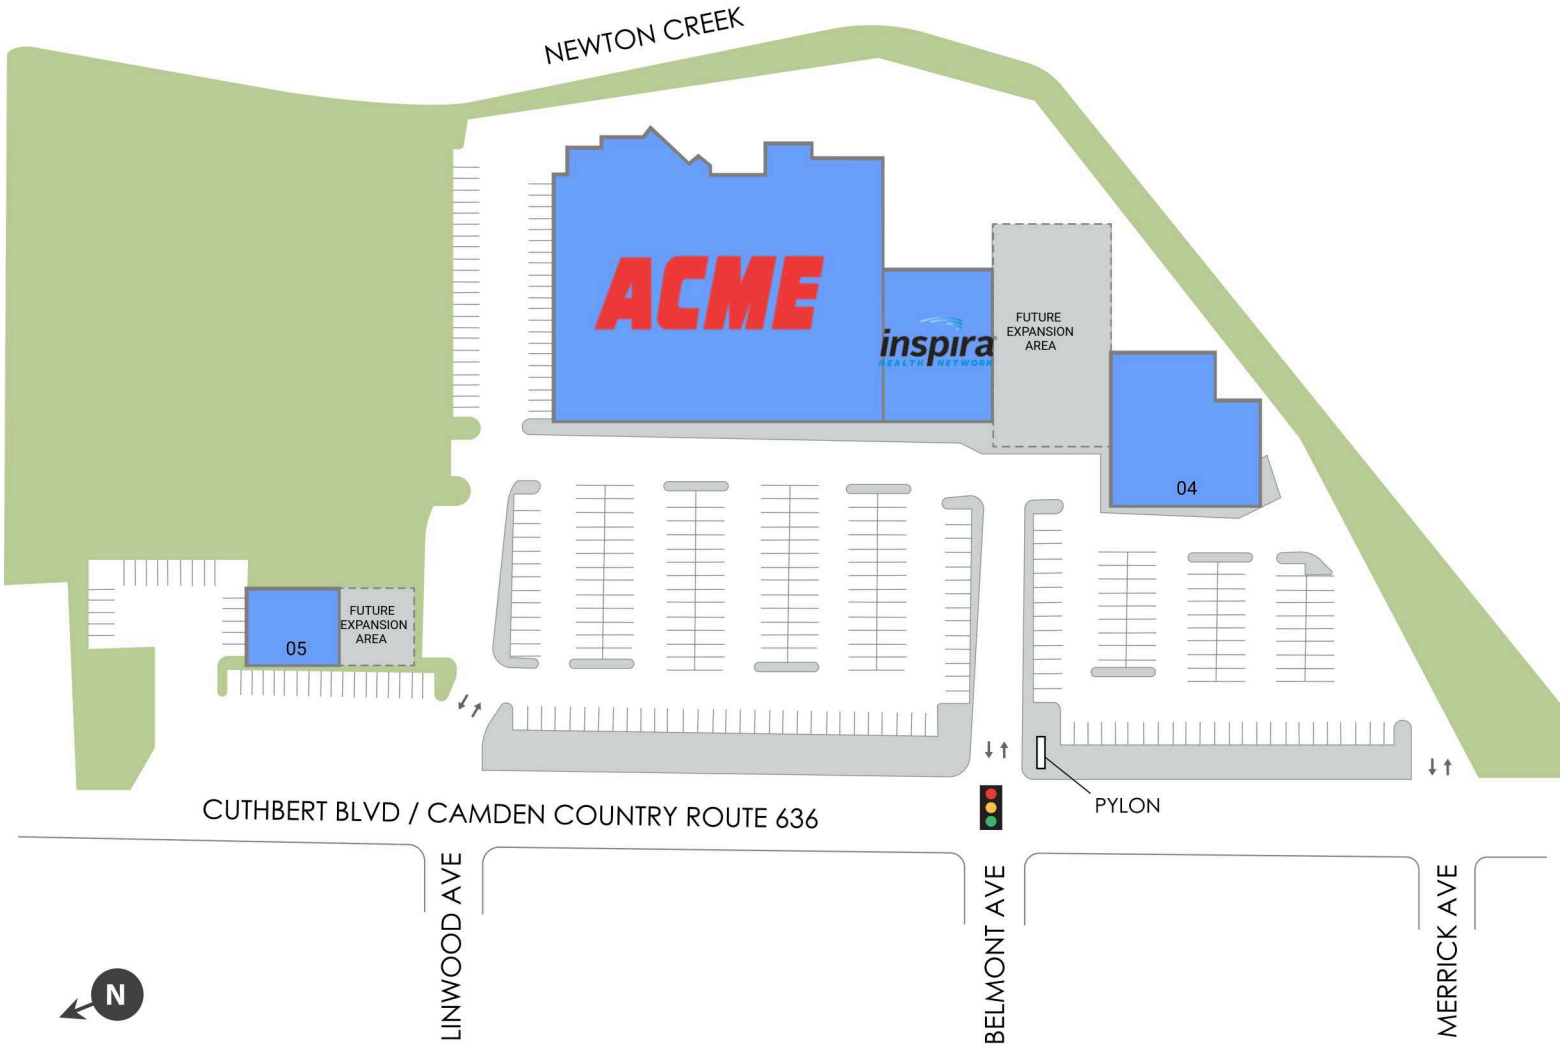 NEWTON CREEK
ACME
inspira
HEALTH NETWORK
FUTURE
EXPANSION
AREA
04
FUTURE
EXPANSION
AREA
05
PYLON
CUTHBERT BLVD / CAMDEN COUNTRY ROUTE 636
LINWOOD AVE
BELMONT AVE
MERRICK AVE
N